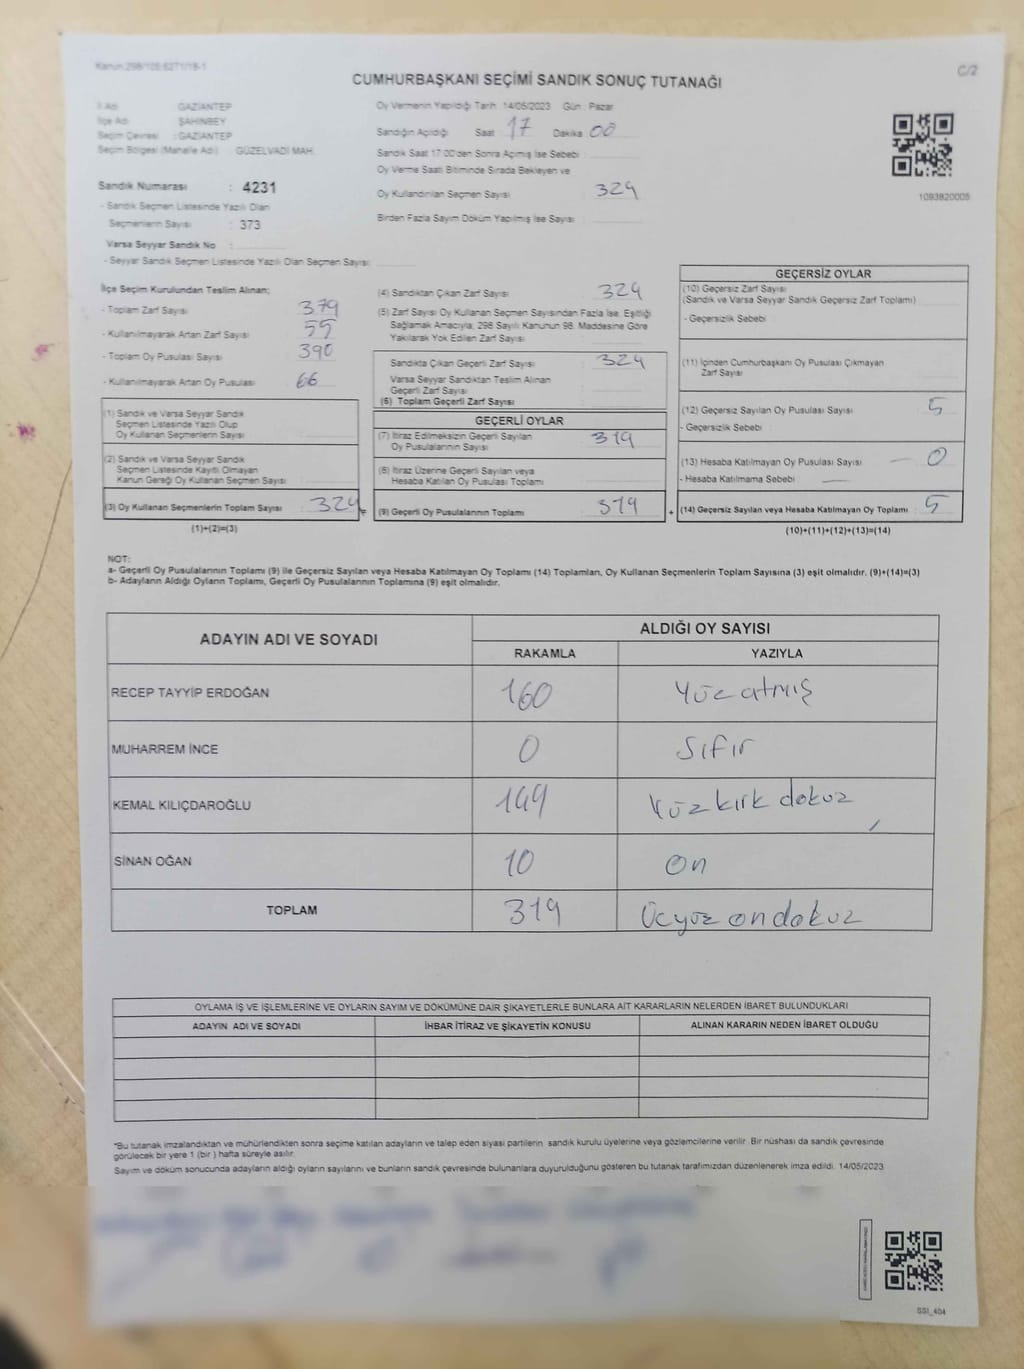 Kanun:298/105 6271/18-1
C/2
CUMHURBAŞKANI SEÇİMİ SANDIK SONUÇ TUTANAĞI
İl Adı : GAZİANTEP
İlçe Adı : ŞAHİNBEY
Seçim Çevresi : GAZİANTEP
Seçim Bölgesi (Mahalle Adı) : GÜZELVADİ MAH.
Sandık Numarası : 4231
- Sandık Seçmen Listesinde Yazılı Olan
Seçmenlerin Sayısı : 373
Varsa Seyyar Sandık No :
- Seyyar Sandık Seçmen Listesinde Yazılı Olan Seçmen Sayısı:
Oy Vermenin Yapıldığı Tarih: 14/05/2023 Gün : Pazar
Sandığın Açıldığı Saat : 17 Dakika : 00
Sandık Saat 17:00'den Sonra Açılmış İse Sebebi :
Oy Verme Saati Bitiminde Sırada Bekleyen ve
Oy Kullandırılan Seçmen Sayısı : 324
Birden Fazla Sayım Döküm Yapılmış İse Sayısı :
1093820005
İlçe Seçim Kurulundan Teslim Alınan;
- Toplam Zarf Sayısı : 379
- Kullanılmayarak Artan Zarf Sayısı : 55
- Toplam Oy Pusulası Sayısı : 390
- Kullanılmayarak Artan Oy Pusulası : 66
(1) Sandık ve Varsa Seyyar Sandık
Seçmen Listesinde Yazılı Olup
Oy Kullanan Seçmenlerin Sayısı :
(2) Sandık ve Varsa Seyyar Sandık
Seçmen Listesinde Kayıtlı Olmayan
Kanun Gereği Oy Kullanan Seçmen Sayısı :
(3) Oy Kullanan Seçmenlerin Toplam Sayısı : 324
(1)+(2)=(3)
=
(4) Sandıktan Çıkan Zarf Sayısı : 324
(5) Zarf Sayısı Oy Kullanan Seçmen Sayısından Fazla İse, Eşitliği
Sağlamak Amacıyla; 298 Sayılı Kanunun 98. Maddesine Göre
Yakılarak Yok Edilen Zarf Sayısı :
Sandıkta Çıkan Geçerli Zarf Sayısı : 324
Varsa Seyyar Sandıktan Teslim Alınan
Geçerli Zarf Sayısı :
(6) Toplam Geçerli Zarf Sayısı :
GEÇERLİ OYLAR
(7) İtiraz Edilmeksizin Geçerli Sayılan
Oy Pusulalarının Sayısı : 319
(8) İtiraz Üzerine Geçerli Sayılan veya
Hesaba Katılan Oy Pusulası Toplamı :
(9) Geçerli Oy Pusulalarının Toplamı : 319
+
GEÇERSİZ OYLAR
(10) Geçersiz Zarf Sayısı :
(Sandık ve Varsa Seyyar Sandık Geçersiz Zarf Toplamı)
- Geçersizlik Sebebi :
(11) İçinden Cumhurbaşkanı Oy Pusulası Çıkmayan
Zarf Sayısı :
(12) Geçersiz Sayılan Oy Pusulası Sayısı : 5
- Geçersizlik Sebebi :
(13) Hesaba Katılmayan Oy Pusulası Sayısı : — 0
- Hesaba Katılmama Sebebi : —
(14) Geçersiz Sayılan veya Hesaba Katılmayan Oy Toplamı : 5
(10)+(11)+(12)+(13)=(14)
NOT:
a- Geçerli Oy Pusulalarının Toplamı (9) ile Geçersiz Sayılan veya Hesaba Katılmayan Oy Toplamı (14) Toplamları, Oy Kullanan Seçmenlerin Toplam Sayısına (3) eşit olmalıdır. (9)+(14)=(3)
b- Adayların Aldığı Oyların Toplamı, Geçerli Oy Pusulalarının Toplamına (9) eşit olmalıdır.
ADAYIN ADI VE SOYADI
ALDIĞI OY SAYISI
RAKAMLA YAZIYLA
RECEP TAYYİP ERDOĞAN 160 Yüz atmış
MUHARREM İNCE 0 Sıfır
KEMAL KILIÇDAROĞLU 149 Yüz kırk dokuz
SİNAN OĞAN 10 On
TOPLAM 319 Üçyüz on dokuz
OYLAMA İŞ VE İŞLEMLERİNE VE OYLARIN SAYIM VE DÖKÜMÜNE DAİR ŞİKAYETLERLE BUNLARA AİT KARARLARIN NELERDEN İBARET BULUNDUKLARI
ADAYIN ADI VE SOYADI İHBAR İTİRAZ VE ŞİKAYETİN KONUSU ALINAN KARARIN NEDEN İBARET OLDUĞU
*Bu tutanak imzalandıktan ve mühürlendikten sonra seçime katılan adayların ve talep eden siyasi partilerin sandık kurulu üyelerine veya gözlemcilerine verilir. Bir nüshası da sandık çevresinde
görülecek bir yere 1 (bir ) hafta süreyle asılır.
Sayım ve döküm sonucunda adayların aldığı oyların sayılarını ve bunların sandık çevresinde bulunanlara duyurulduğunu gösteren bu tutanak tarafımızdan düzenlenerek imza edildi. 14/05/2023
SSİ_404